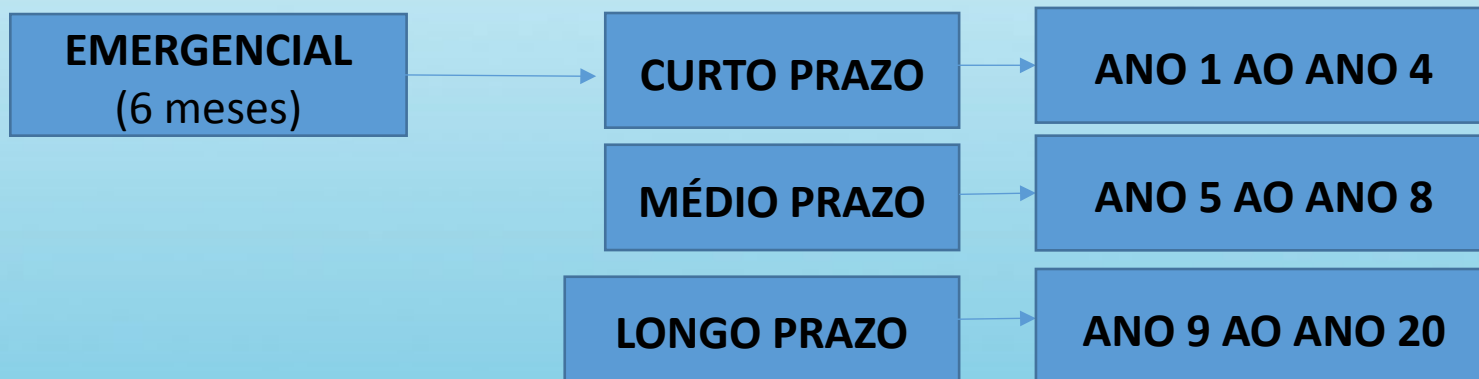 EMERGENCIAL
(6 meses)
CURTO PRAZO
ANO 1 AO ANO 4
MÉDIO PRAZO
ANO 5 AO ANO 8
LONGO PRAZO
ANO 9 AO ANO 20